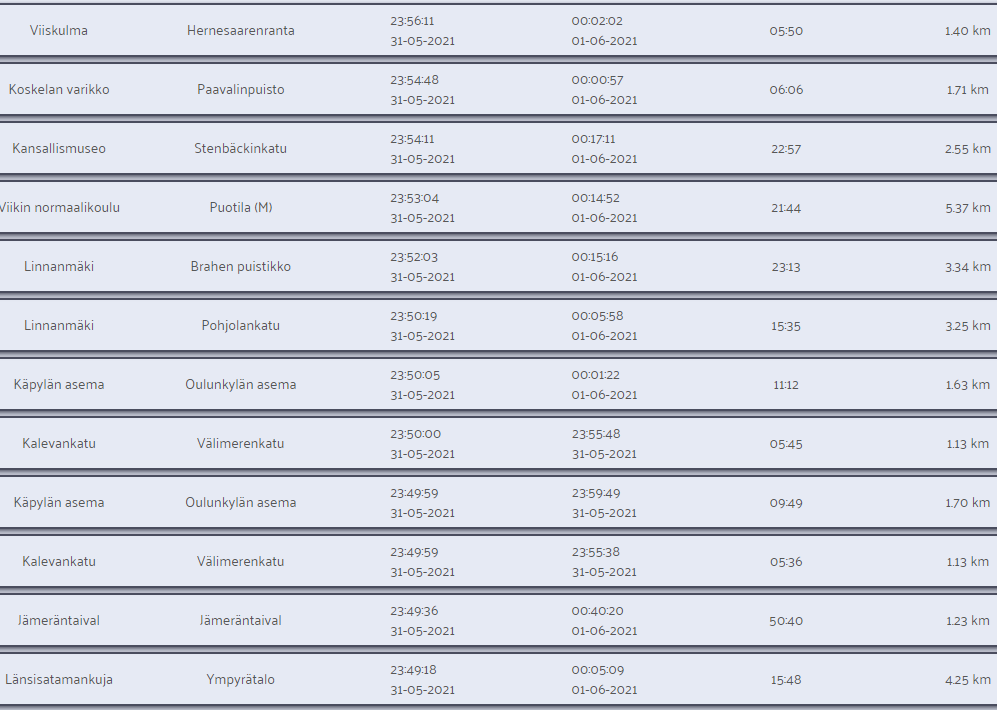 Viiskulma Hernesaarenranta 23:56:11 31-05-2021 00:02:02 01-06-2021 05:50 1.40 km
Koskelan varikko Paavalinpuisto 23:54:48 31-05-2021 00:00:57 01-06-2021 06:06 1.71 km
Kansallismuseo Stenbäckinkatu 23:54:11 31-05-2021 00:17:11 01-06-2021 22:57 2.55 km
Viikin normaalikoulu Puotila (M) 23:53:04 31-05-2021 00:14:52 01-06-2021 21:44 5.37 km
Linnanmäki Brahen puistikko 23:52:03 31-05-2021 00:15:16 01-06-2021 23:13 3.34 km
Linnanmäki Pohjolankatu 23:50:19 31-05-2021 00:05:58 01-06-2021 15:35 3.25 km
Käpylän asema Oulunkylän asema 23:50:05 31-05-2021 00:01:22 01-06-2021 11:12 1.63 km
Kalevankatu Välimerenkatu 23:50:00 31-05-2021 23:55:48 31-05-2021 05:45 1.13 km
Käpylän asema Oulunkylän asema 23:49:59 31-05-2021 23:59:49 31-05-2021 09:49 1.70 km
Kalevankatu Välimerenkatu 23:49:59 31-05-2021 23:55:38 31-05-2021 05:36 1.13 km
Jämeräntaival Jämeräntaival 23:49:36 31-05-2021 00:40:20 01-06-2021 50:40 1.23 km
Länsisatamankuja Ympyrätalo 23:49:18 31-05-2021 00:05:09 01-06-2021 15:48 4.25 km